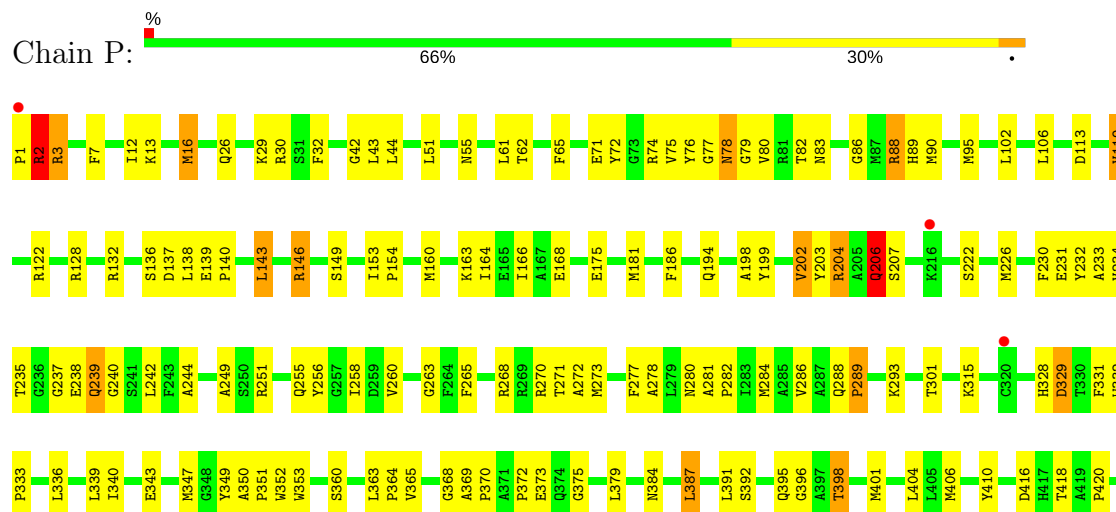 %
Chain P: 66% 30% •
P1 R2 R3 F7 I12 K13 M16 Q26 K29 R30 S31 F32 G42 L43 L44 L51 N55 L61 T62 F65 E71 Y72 G73 R74 V75 Y76 G77 N78 G79 V80 R81 T82 N83 G86 M87 R88 H89 M90 M95 L102 L106 D113
R122 R128 R132 S136 D137 L138 E139 P140 L143 R146 S149 I153 P154 M160 K163 I164 E165 I166 A167 E168 E175 M181 F186 Q194 A198 Y199 V202 Y203 R204 A205 Q206 S207 K216 S222 M226 F230 E231 Y232 A233
T235 G236 G237 E238 Q239 G240 S241 L242 F243 A244 A249 S250 R251 Q255 Y256 G257 I258 D259 V260 G263 F264 F265 R268 R269 R270 T271 A272 M273 F277 A278 L279 N280 A281 P282 I283 M284 A285 V286 A287 Q288 P289 K293 T301 K315 C320 H328 D329 T330 F331
P333 L336 L339 I340 E343 M347 G348 Y349 A350 P351 W352 W353 S360 L363 P364 V365 G368 A369 P370 A371 P372 E373 Q374 G375 L379 N384 L387 L391 S392 Q395 G396 A397 T398 M401 L404 L405 M406 Y410 D416 H417 T418 A419 P420